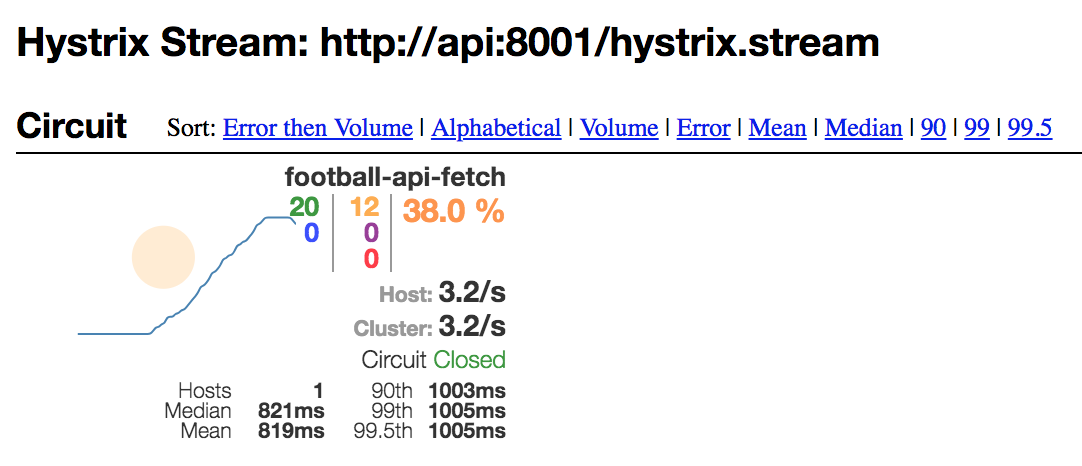 Hystrix Stream: http://api:8001/hystrix.stream
Circuit Sort: Error then Volume | Alphabetical | Volume | Error | Mean | Median | 90 | 99 | 99.5
football-api-fetch
20 12 38.0 %
0 0
0
Host: 3.2/s
Cluster: 3.2/s
Circuit Closed
Hosts 1 90th 1003ms
Median 821ms 99th 1005ms
Mean 819ms 99.5th 1005ms